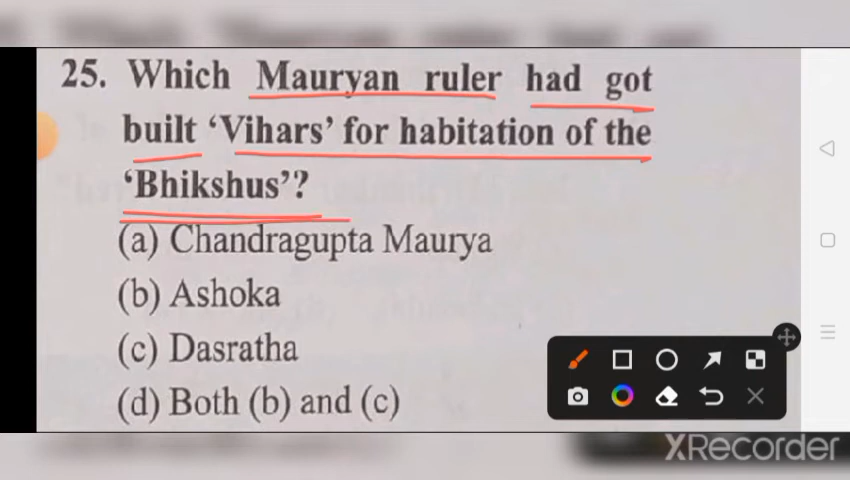 25. Which Mauryan ruler had got
built ‘Vihars’ for habitation of the
‘Bhikshus’?
(a) Chandragupta Maurya
(b) Ashoka
(c) Dasratha
(d) Both (b) and (c)
XRecorder